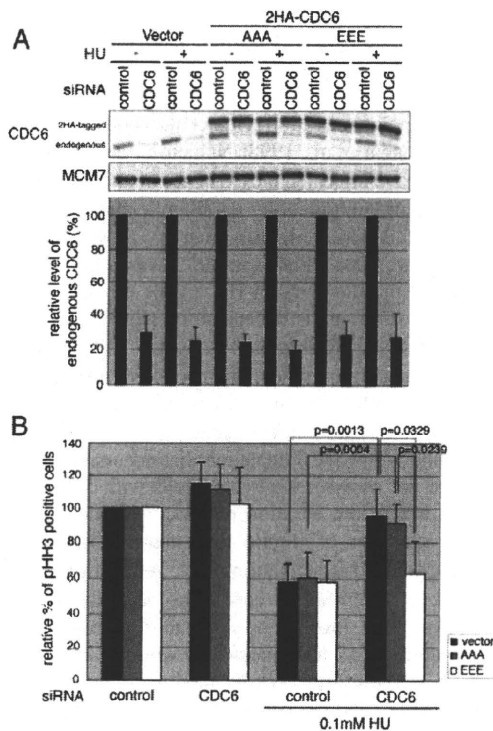 A
2HA-CDC6
Vector AAA EEE
HU - + - + - +
siRNA control CDC6 control CDC6 control CDC6 control CDC6 control CDC6 control CDC6
CDC6
2HA-tagged
endogenous
MCM7
relative level of
endogenous CDC6 (%)
100
80
60
40
20
0
B
relative % of pHH3 positive cells
140
120
100
80
60
40
20
0
p=0.0013 p=0.0329
p=0.0004 p=0.0239
siRNA control CDC6 control CDC6
0.1mM HU
vector
AAA
EEE